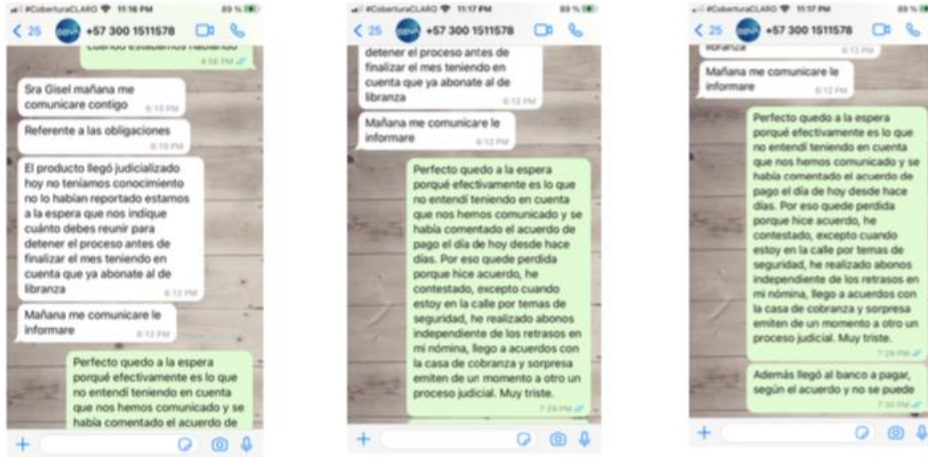 #CoberturaCLARO 11:16 PM 89 %
25 +57 300 1511578
cuando estabamos hablando
4:56 PM
Sra Gisel mañana me
comunicare contigo 6:10 PM
Referente a las obligaciones
6:10 PM
El producto llegó judicializado
hoy no teníamos conocimiento
no lo habian reportado estamos
a la espera que nos indique
cuánto debes reunir para
detener el proceso antes de
finalizar el mes teniendo en
cuenta que ya abonate al de
libranza
6:12 PM
Mañana me comunicare le
informare 6:12 PM
Perfecto quedo a la espera
porqué efectivamente es lo que
no entendí teniendo en cuenta
que nos hemos comunicado y se
había comentado el acuerdo de
#CoberturaCLARO 11:17 PM 89 %
25 +57 300 1511578
detener el proceso antes de
finalizar el mes teniendo en
cuenta que ya abonate al de
libranza 6:12 PM
Mañana me comunicare le
informare 6:12 PM
Perfecto quedo a la espera
porqué efectivamente es lo que
no entendí teniendo en cuenta
que nos hemos comunicado y se
había comentado el acuerdo de
pago el día de hoy desde hace
días. Por eso quede perdida
porque hice acuerdo, he
contestado, excepto cuando
estoy en la calle por temas de
seguridad, he realizado abonos
independiente de los retrasos en
mi nómina, llego a acuerdos con
la casa de cobranza y sorpresa
emiten de un momento a otro un
proceso judicial. Muy triste.
7:29 PM
#CoberturaCLARO 11:17 PM 89 %
25 +57 300 1511578
libranza 6:12 PM
Mañana me comunicare le
informare 6:12 PM
Perfecto quedo a la espera
porqué efectivamente es lo que
no entendí teniendo en cuenta
que nos hemos comunicado y se
había comentado el acuerdo de
pago el día de hoy desde hace
días. Por eso quede perdida
porque hice acuerdo, he
contestado, excepto cuando
estoy en la calle por temas de
seguridad, he realizado abonos
independiente de los retrasos en
mi nómina, llego a acuerdos con
la casa de cobranza y sorpresa
emiten de un momento a otro un
proceso judicial. Muy triste.
7:29 PM
Además llegó al banco a pagar,
según el acuerdo y no se puede
7:30 PM